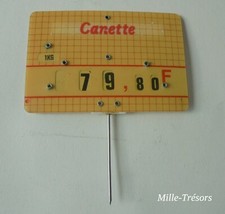 Canette
1KG
79,80F
Mille-Trésors